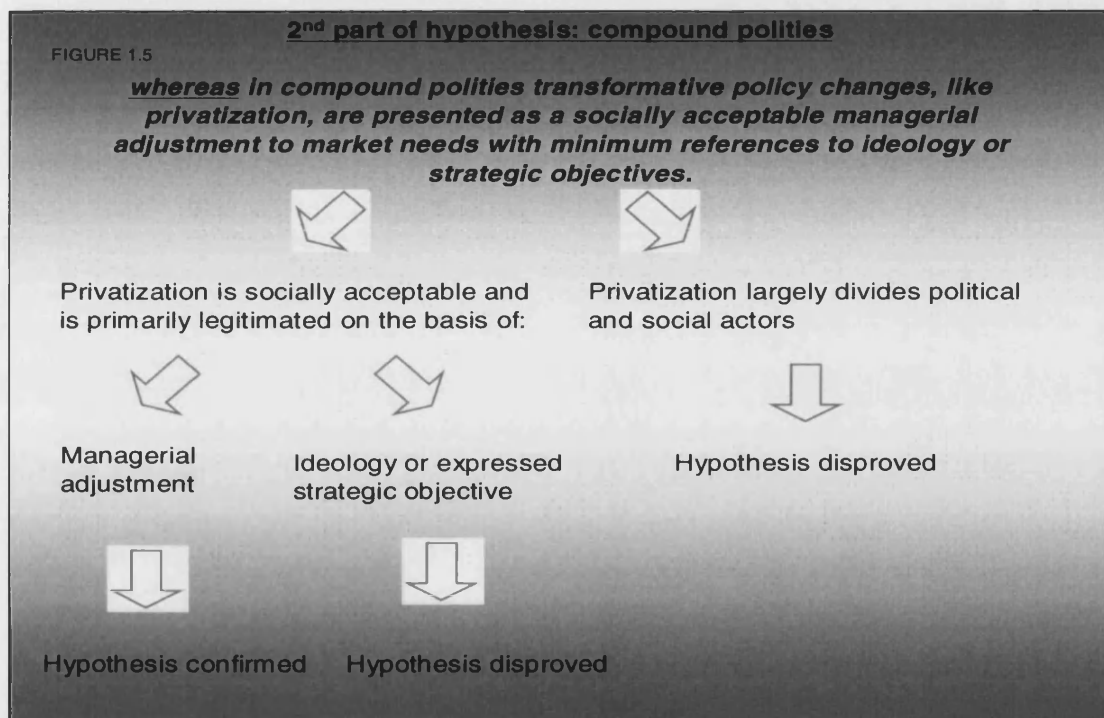 2nd part of hypothesis: compound polities
FIGURE 1.5
whereas in compound polities transformative policy changes, like
privatization, are presented as a socially acceptable managerial
adjustment to market needs with minimum references to ideology or
strategic objectives.
Privatization is socially acceptable and
is primarily legitimated on the basis of:
Privatization largely divides political
and social actors
Managerial
adjustment
Ideology or expressed
strategic objective
Hypothesis disproved
Hypothesis confirmed
Hypothesis disproved